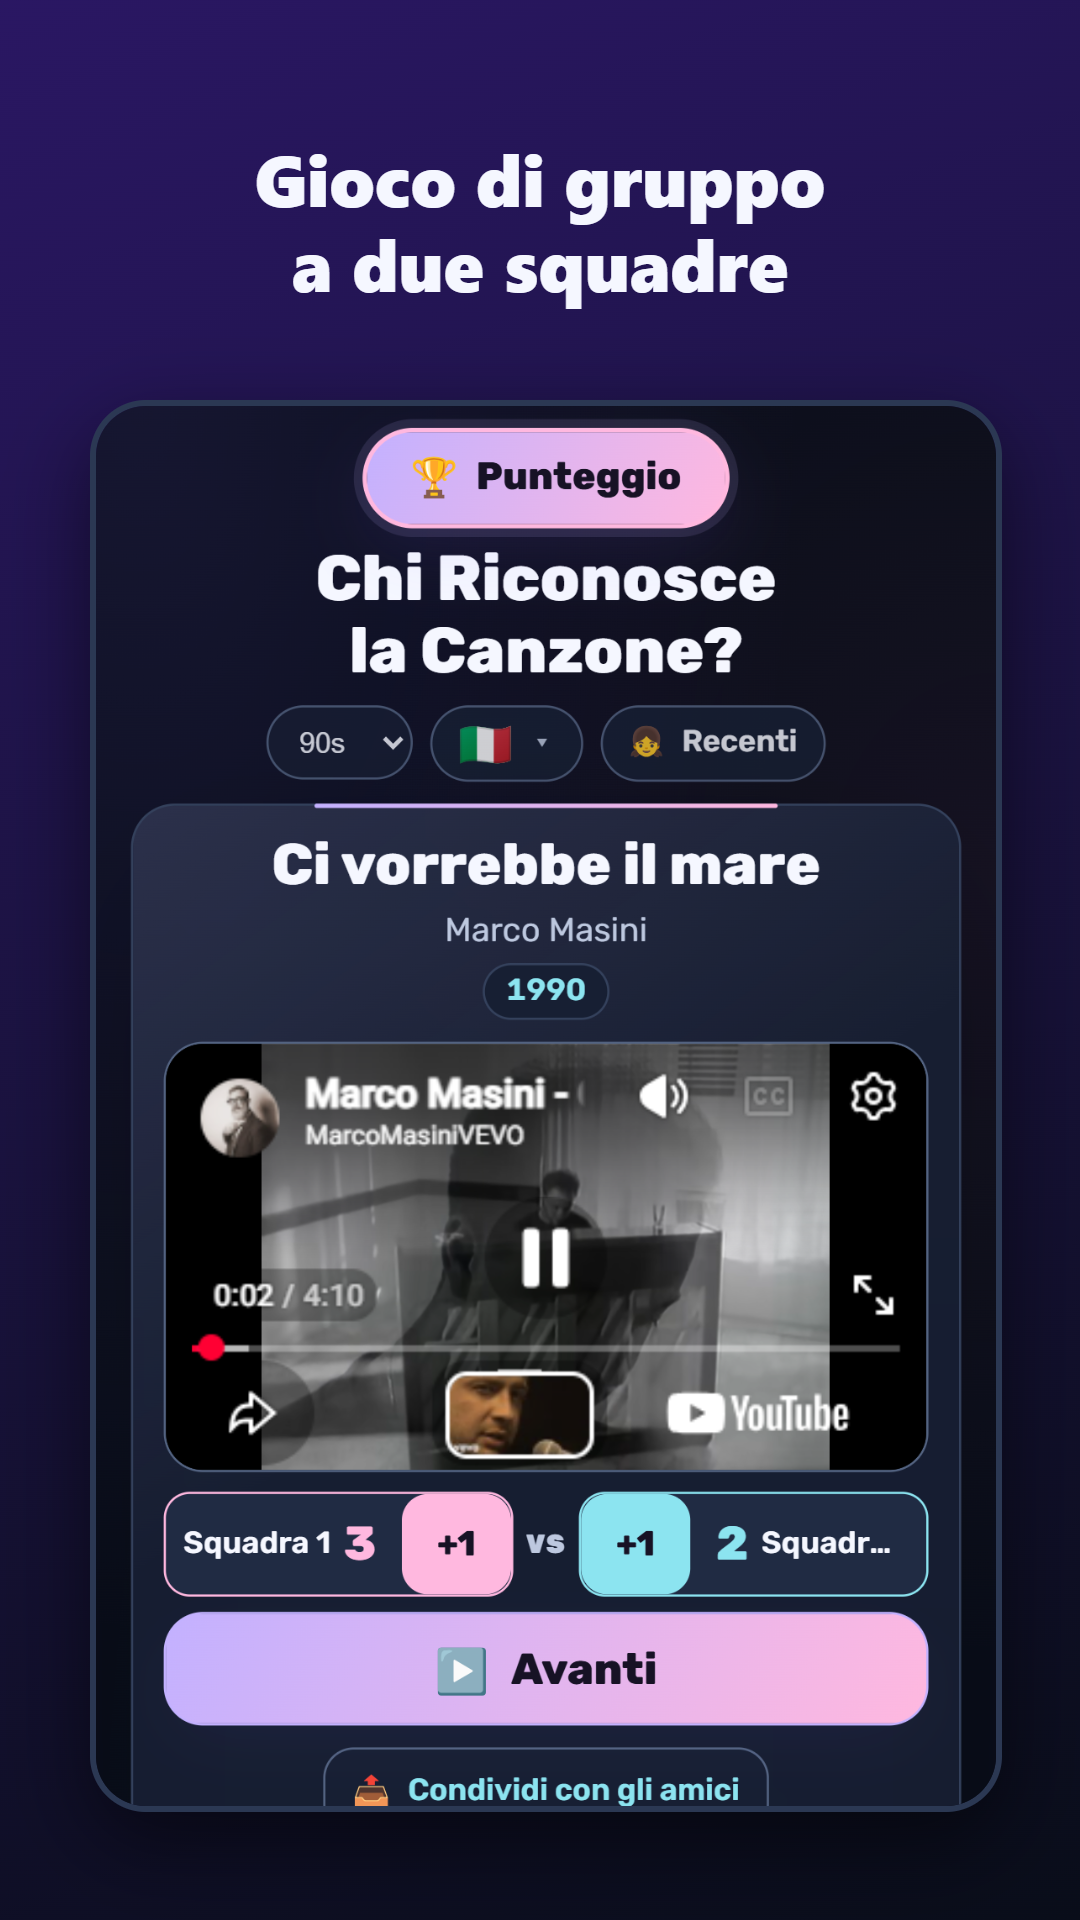 Gioco di gruppo
a due squadre
🏆 Punteggio
Chi Riconosce
la Canzone?
90s
Recenti
Ci vorrebbe il mare
Marco Masini
1990
Marco Masini -
CC
MarcoMasiniVEVO
0:02 / 4:10
YouTube
Squadra 1 3 +1 vs +1 2 Squadr...
Avanti
Condividi con gli amici